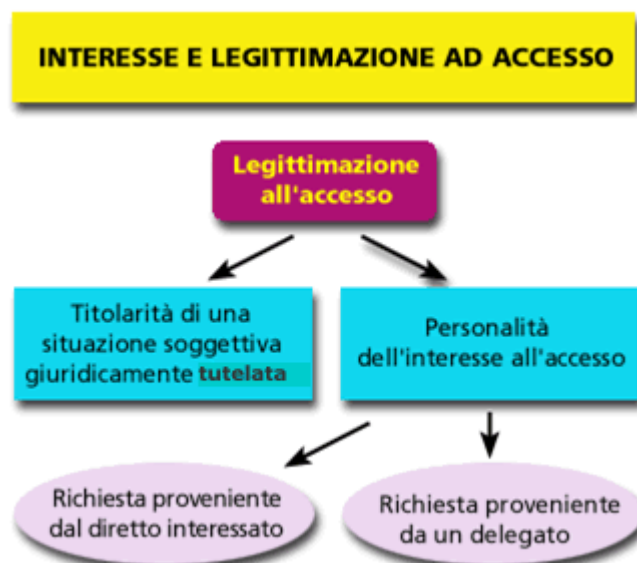 INTERESSE E LEGITTIMAZIONE AD ACCESSO
Legittimazione
all'accesso
Titolarità di una
situazione soggettiva
giuridicamente tutelata
Personalità
dell'interesse all'accesso
Richiesta proveniente
dal diretto interessato
Richiesta proveniente
da un delegato